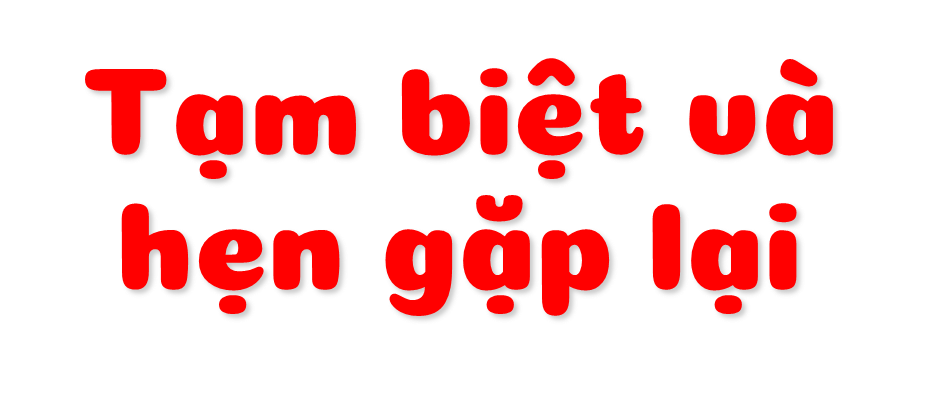 Tạm biệt và
hẹn gặp lại